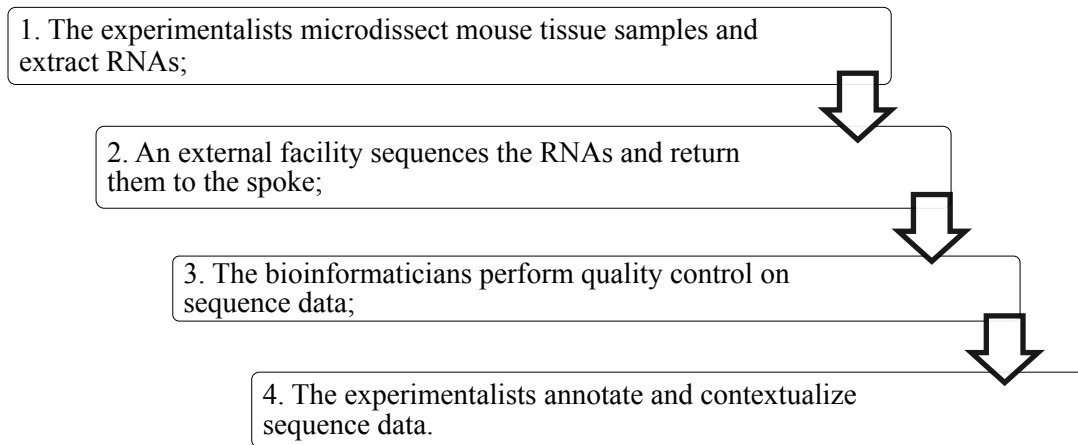 1. The experimentalists microdissect mouse tissue samples and
extract RNAs;
2. An external facility sequences the RNAs and return
them to the spoke;
3. The bioinformaticians perform quality control on
sequence data;
4. The experimentalists annotate and contextualize
sequence data.